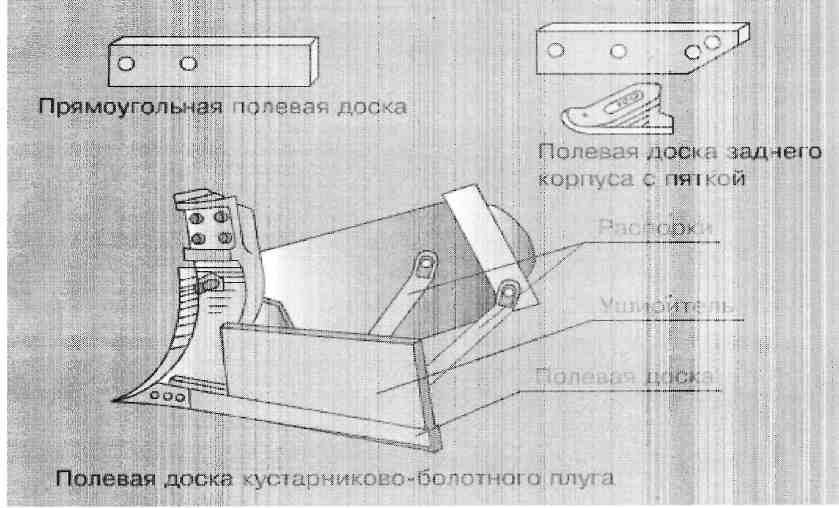 Прямоугольная полевая доска
Полевая доска заднего
корпуса с пяткой
Распорки
Уширитель
Полевая доска
Полевая доска кустарниково-болотного плуга